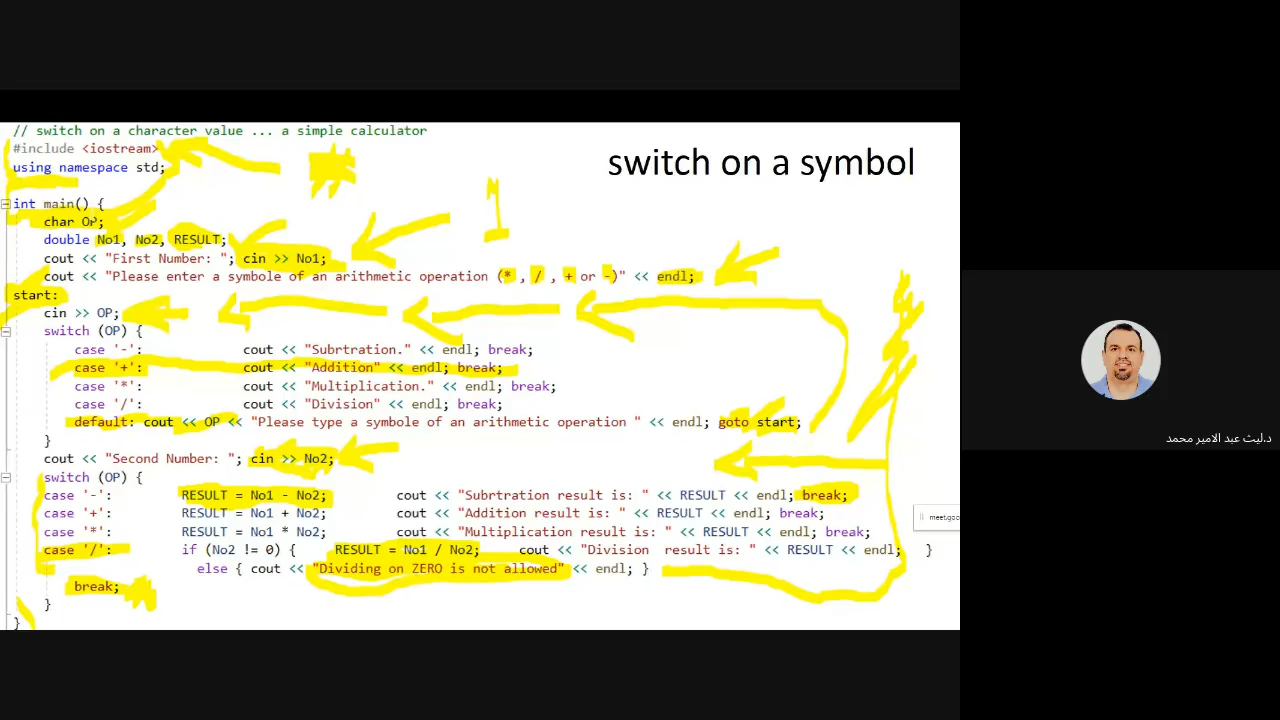 switch on a symbol
// switch on a character value ... a simple calculator
#include <iostream>
using namespace std;
int main() {
char OP;
double No1, No2, RESULT;
cout << "First Number: "; cin >> No1;
cout << "Please enter a symbole of an arithmetic operation (* , / , + or -)" << endl;
start:
cin >> OP;
switch (OP) {
case '-': cout << "Subrtration." << endl; break;
case '+': cout << "Addition" << endl; break;
case '*': cout << "Multiplication." << endl; break;
case '/': cout << "Division" << endl; break;
default: cout << OP << "Please type a symbole of an arithmetic operation " << endl; goto start;
}
cout << "Second Number: "; cin >> No2;
switch (OP) {
case '-': RESULT = No1 - No2; cout << "Subrtration result is: " << RESULT << endl; break;
case '+': RESULT = No1 + No2; cout << "Addition result is: " << RESULT << endl; break;
case '*': RESULT = No1 * No2; cout << "Multiplication result is: " << RESULT << endl; break;
case '/': if (No2 != 0) { RESULT = No1 / No2; cout << "Division  result is: " << RESULT << endl; }
else { cout << "Dividing on ZERO is not allowed" << endl; }
break;
}
}
meet.goo
د.ليث عبد الامير محمد